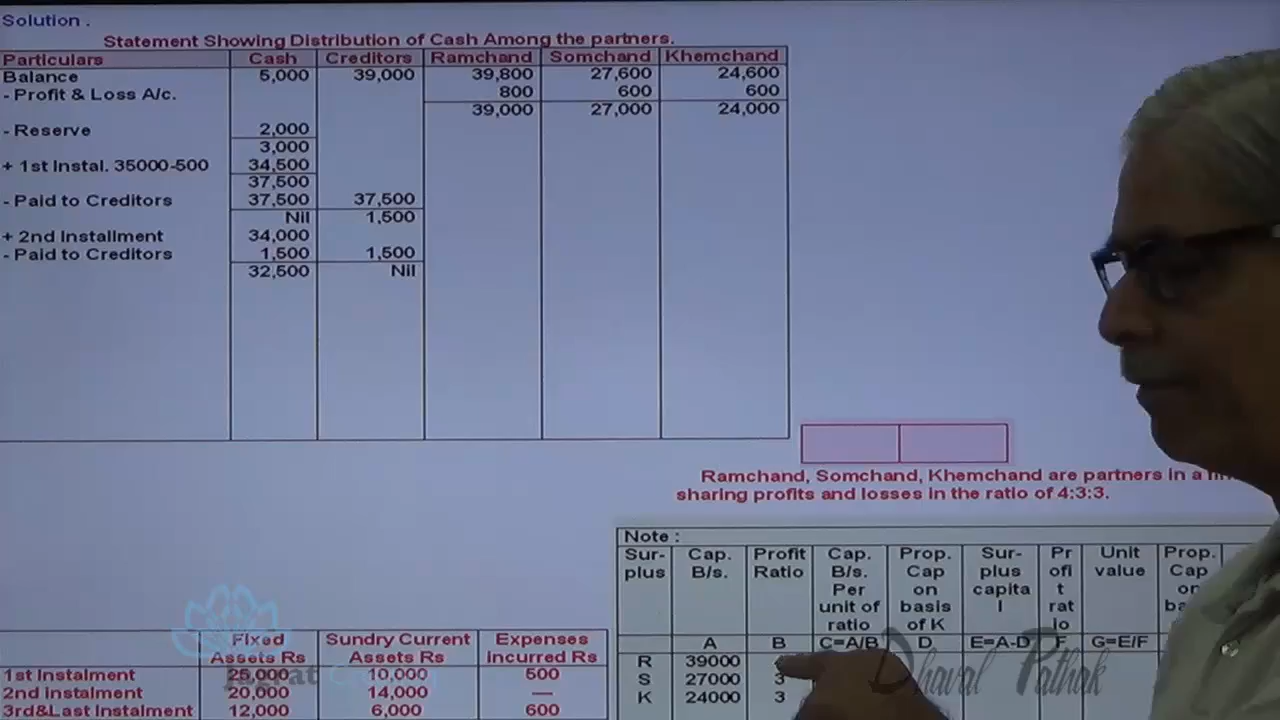 Solution .
Statement Showing Distribution of Cash Among the partners.
Particulars Cash Creditors Ramchand Somchand Khemchand
Balance 5,000 39,000 39,800 27,600 24,600
- Profit & Loss A/c. 800 600 600
39,000 27,000 24,000
- Reserve 2,000
3,000
+ 1st Instal. 35000-500 34,500
37,500
- Paid to Creditors 37,500 37,500
Nil 1,500
+ 2nd Installment 34,000
- Paid to Creditors 1,500 1,500
32,500 Nil
Ramchand, Somchand, Khemchand are partners in a
sharing profits and losses in the ratio of 4:3:3.
Note :
Sur- Cap. Profit Cap. Prop. Sur- Pr Unit Prop.
plus B/s. Ratio B/s. Cap plus ofi value Cap
Per on capita t on
unit of basis l rat
ratio of K io
A B C=A/B D E=A-D F G=E/F
R 39000
S 27000 3
K 24000 3
Fixed Sundry Current Expenses
Assets Rs Assets Rs incurred Rs
1st Instalment 25,000 10,000 500
2nd instalment 20,000 14,000 —
3rd&Last Instalment 12,000 6,000 600
Dhaval Pathak